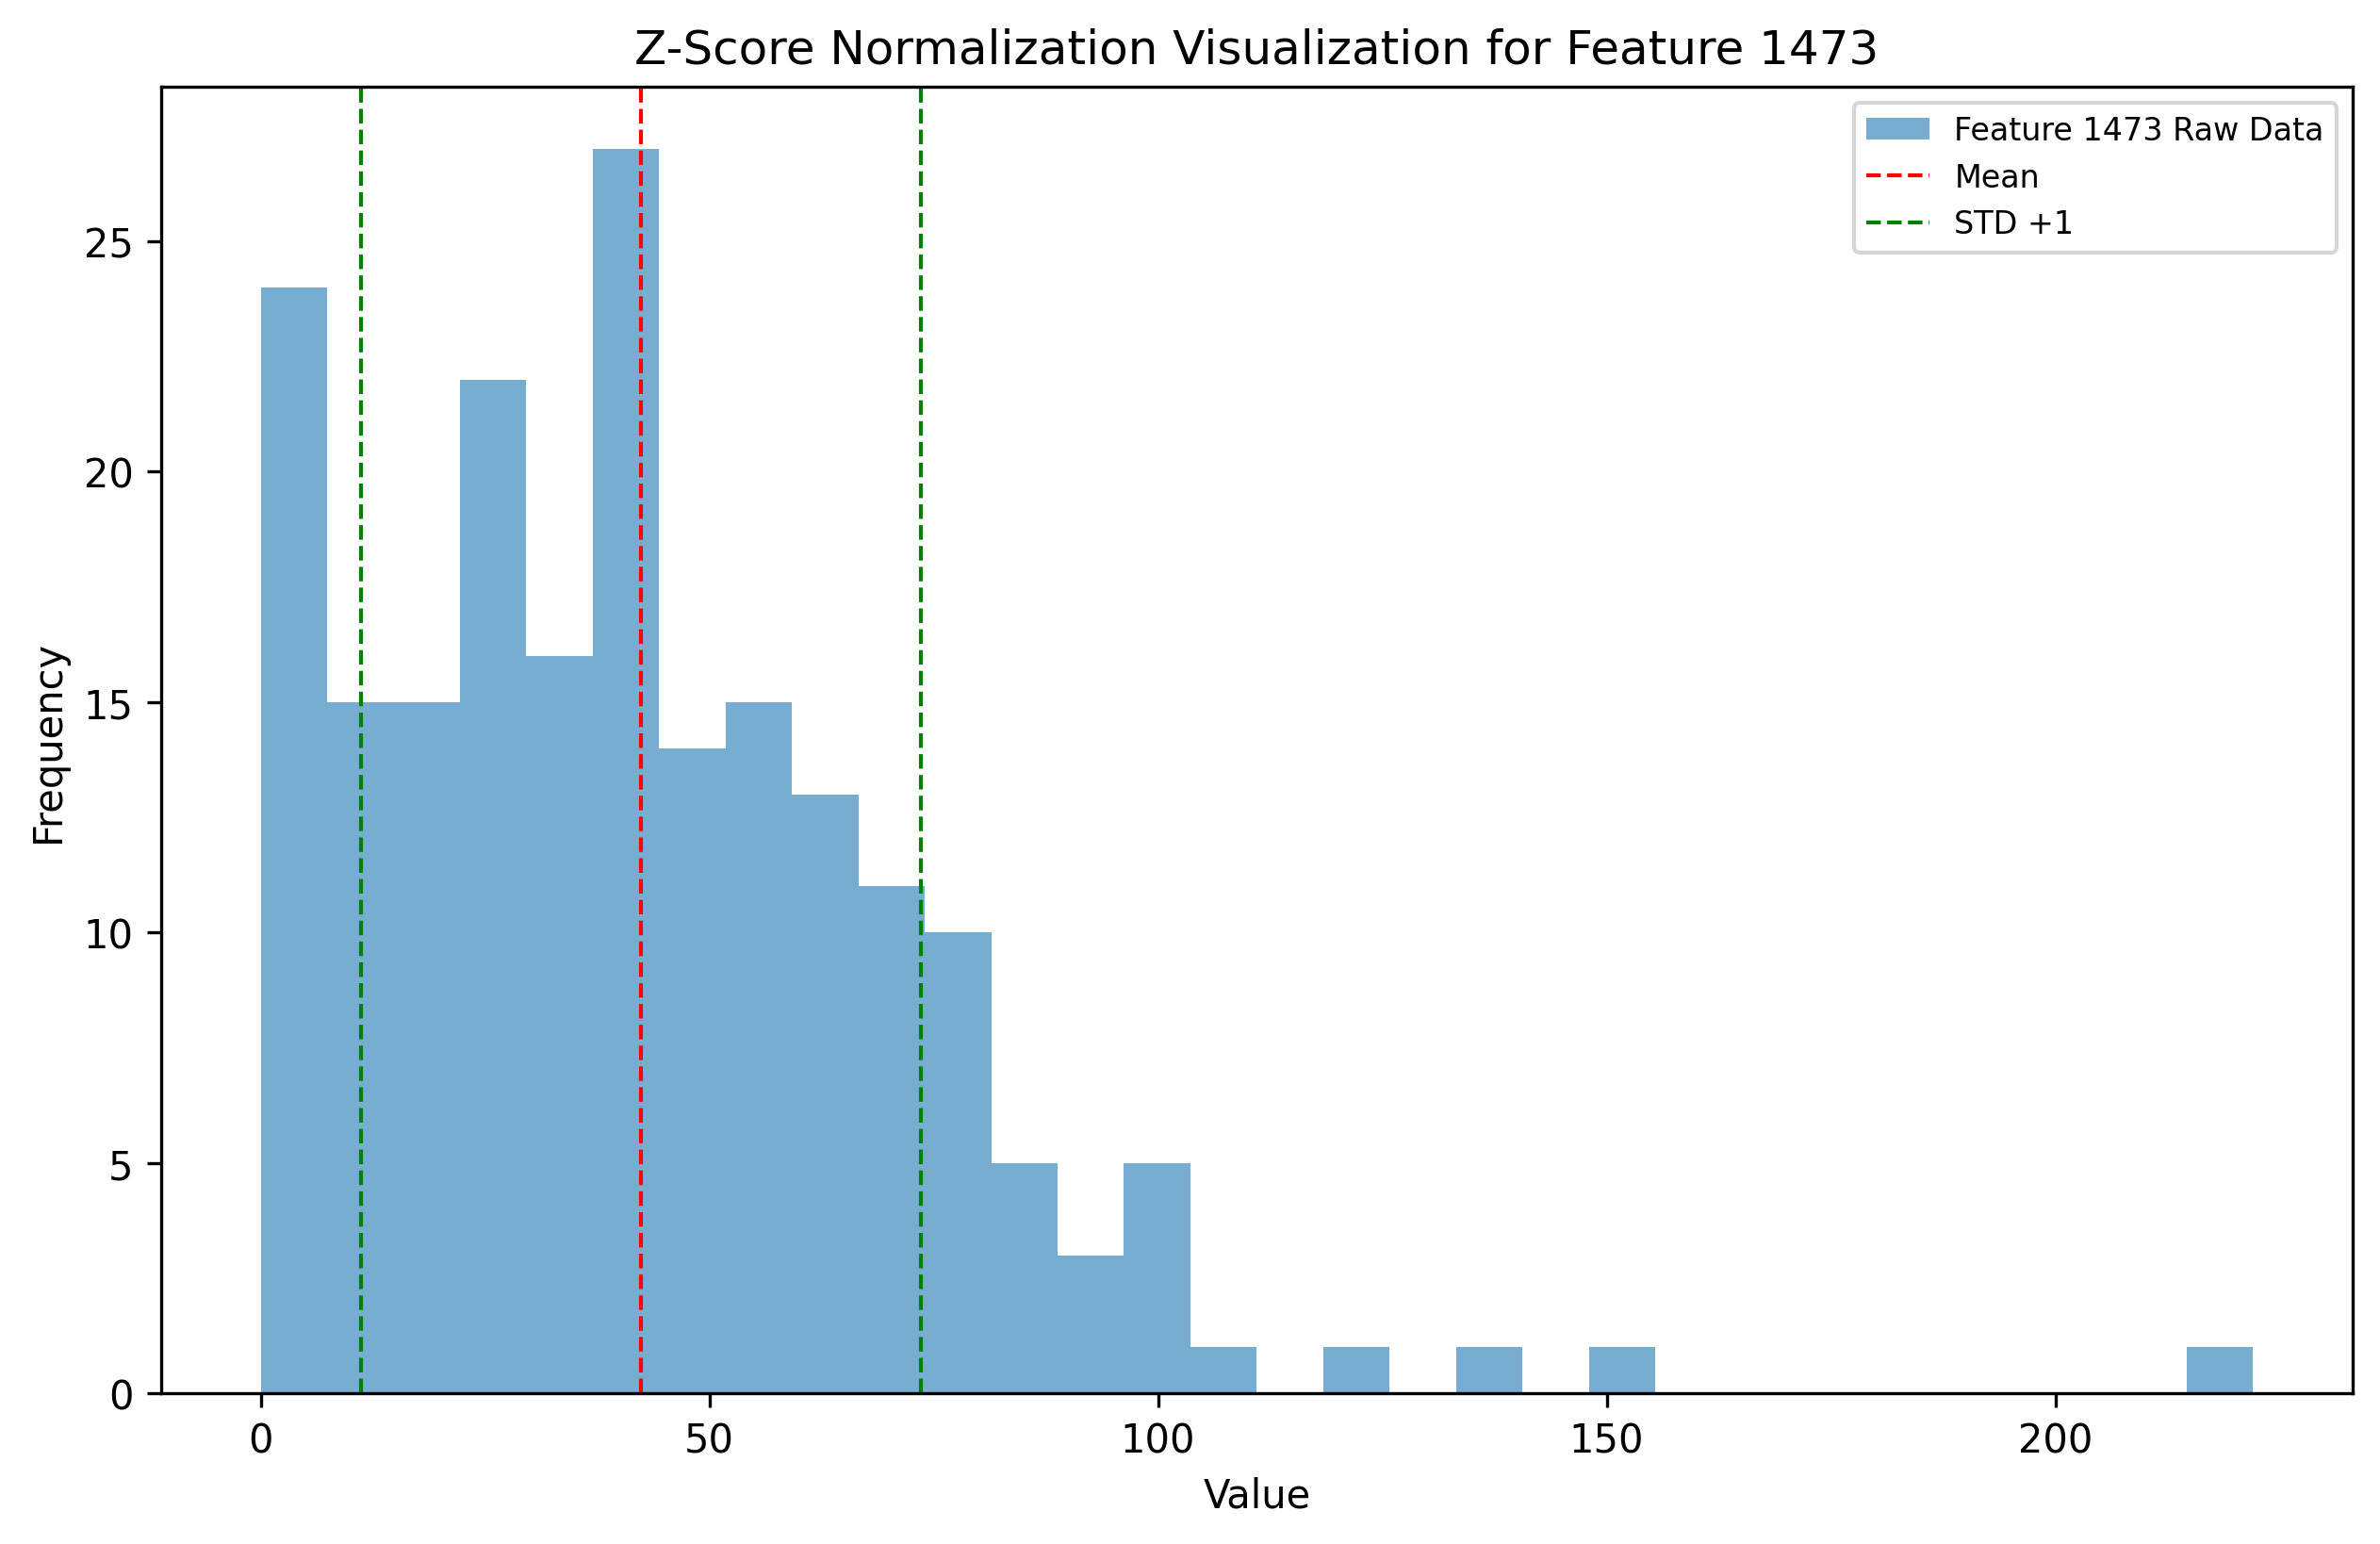 Z-Score Normalization Visualization for Feature 1473
Feature 1473 Raw Data
Mean
STD +1
Frequency
25
20
15
10
5
0
0 50 100 150 200
Value